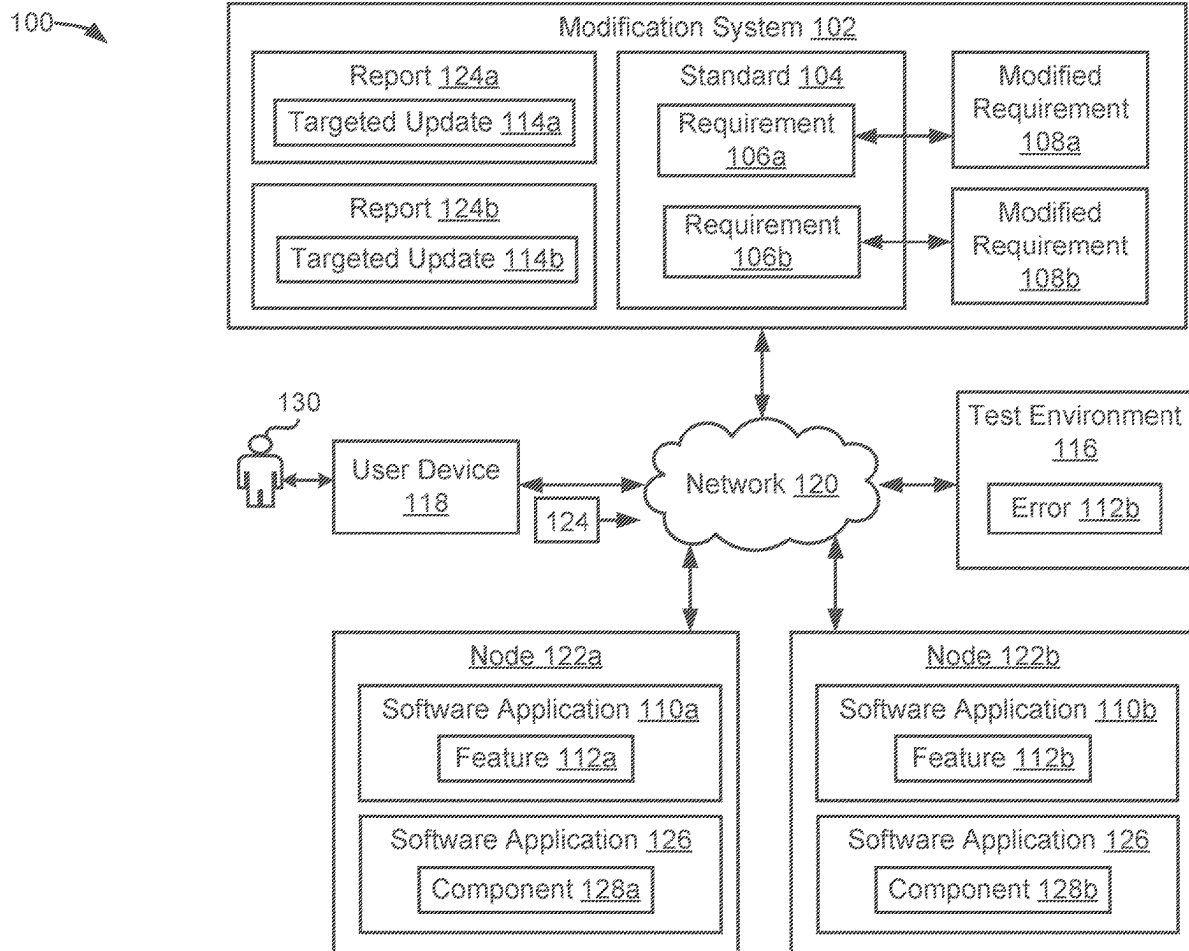 100
Modification System 102
Report 124a
Targeted Update 114a
Report 124b
Targeted Update 114b
Standard 104
Requirement
106a
Requirement
106b
Modified
Requirement
108a
Modified
Requirement
108b
130
User Device
118
124
Network 120
Test Environment
116
Error 112b
Node 122a
Software Application 110a
Feature 112a
Software Application 126
Component 128a
Node 122b
Software Application 110b
Feature 112b
Software Application 126
Component 128b